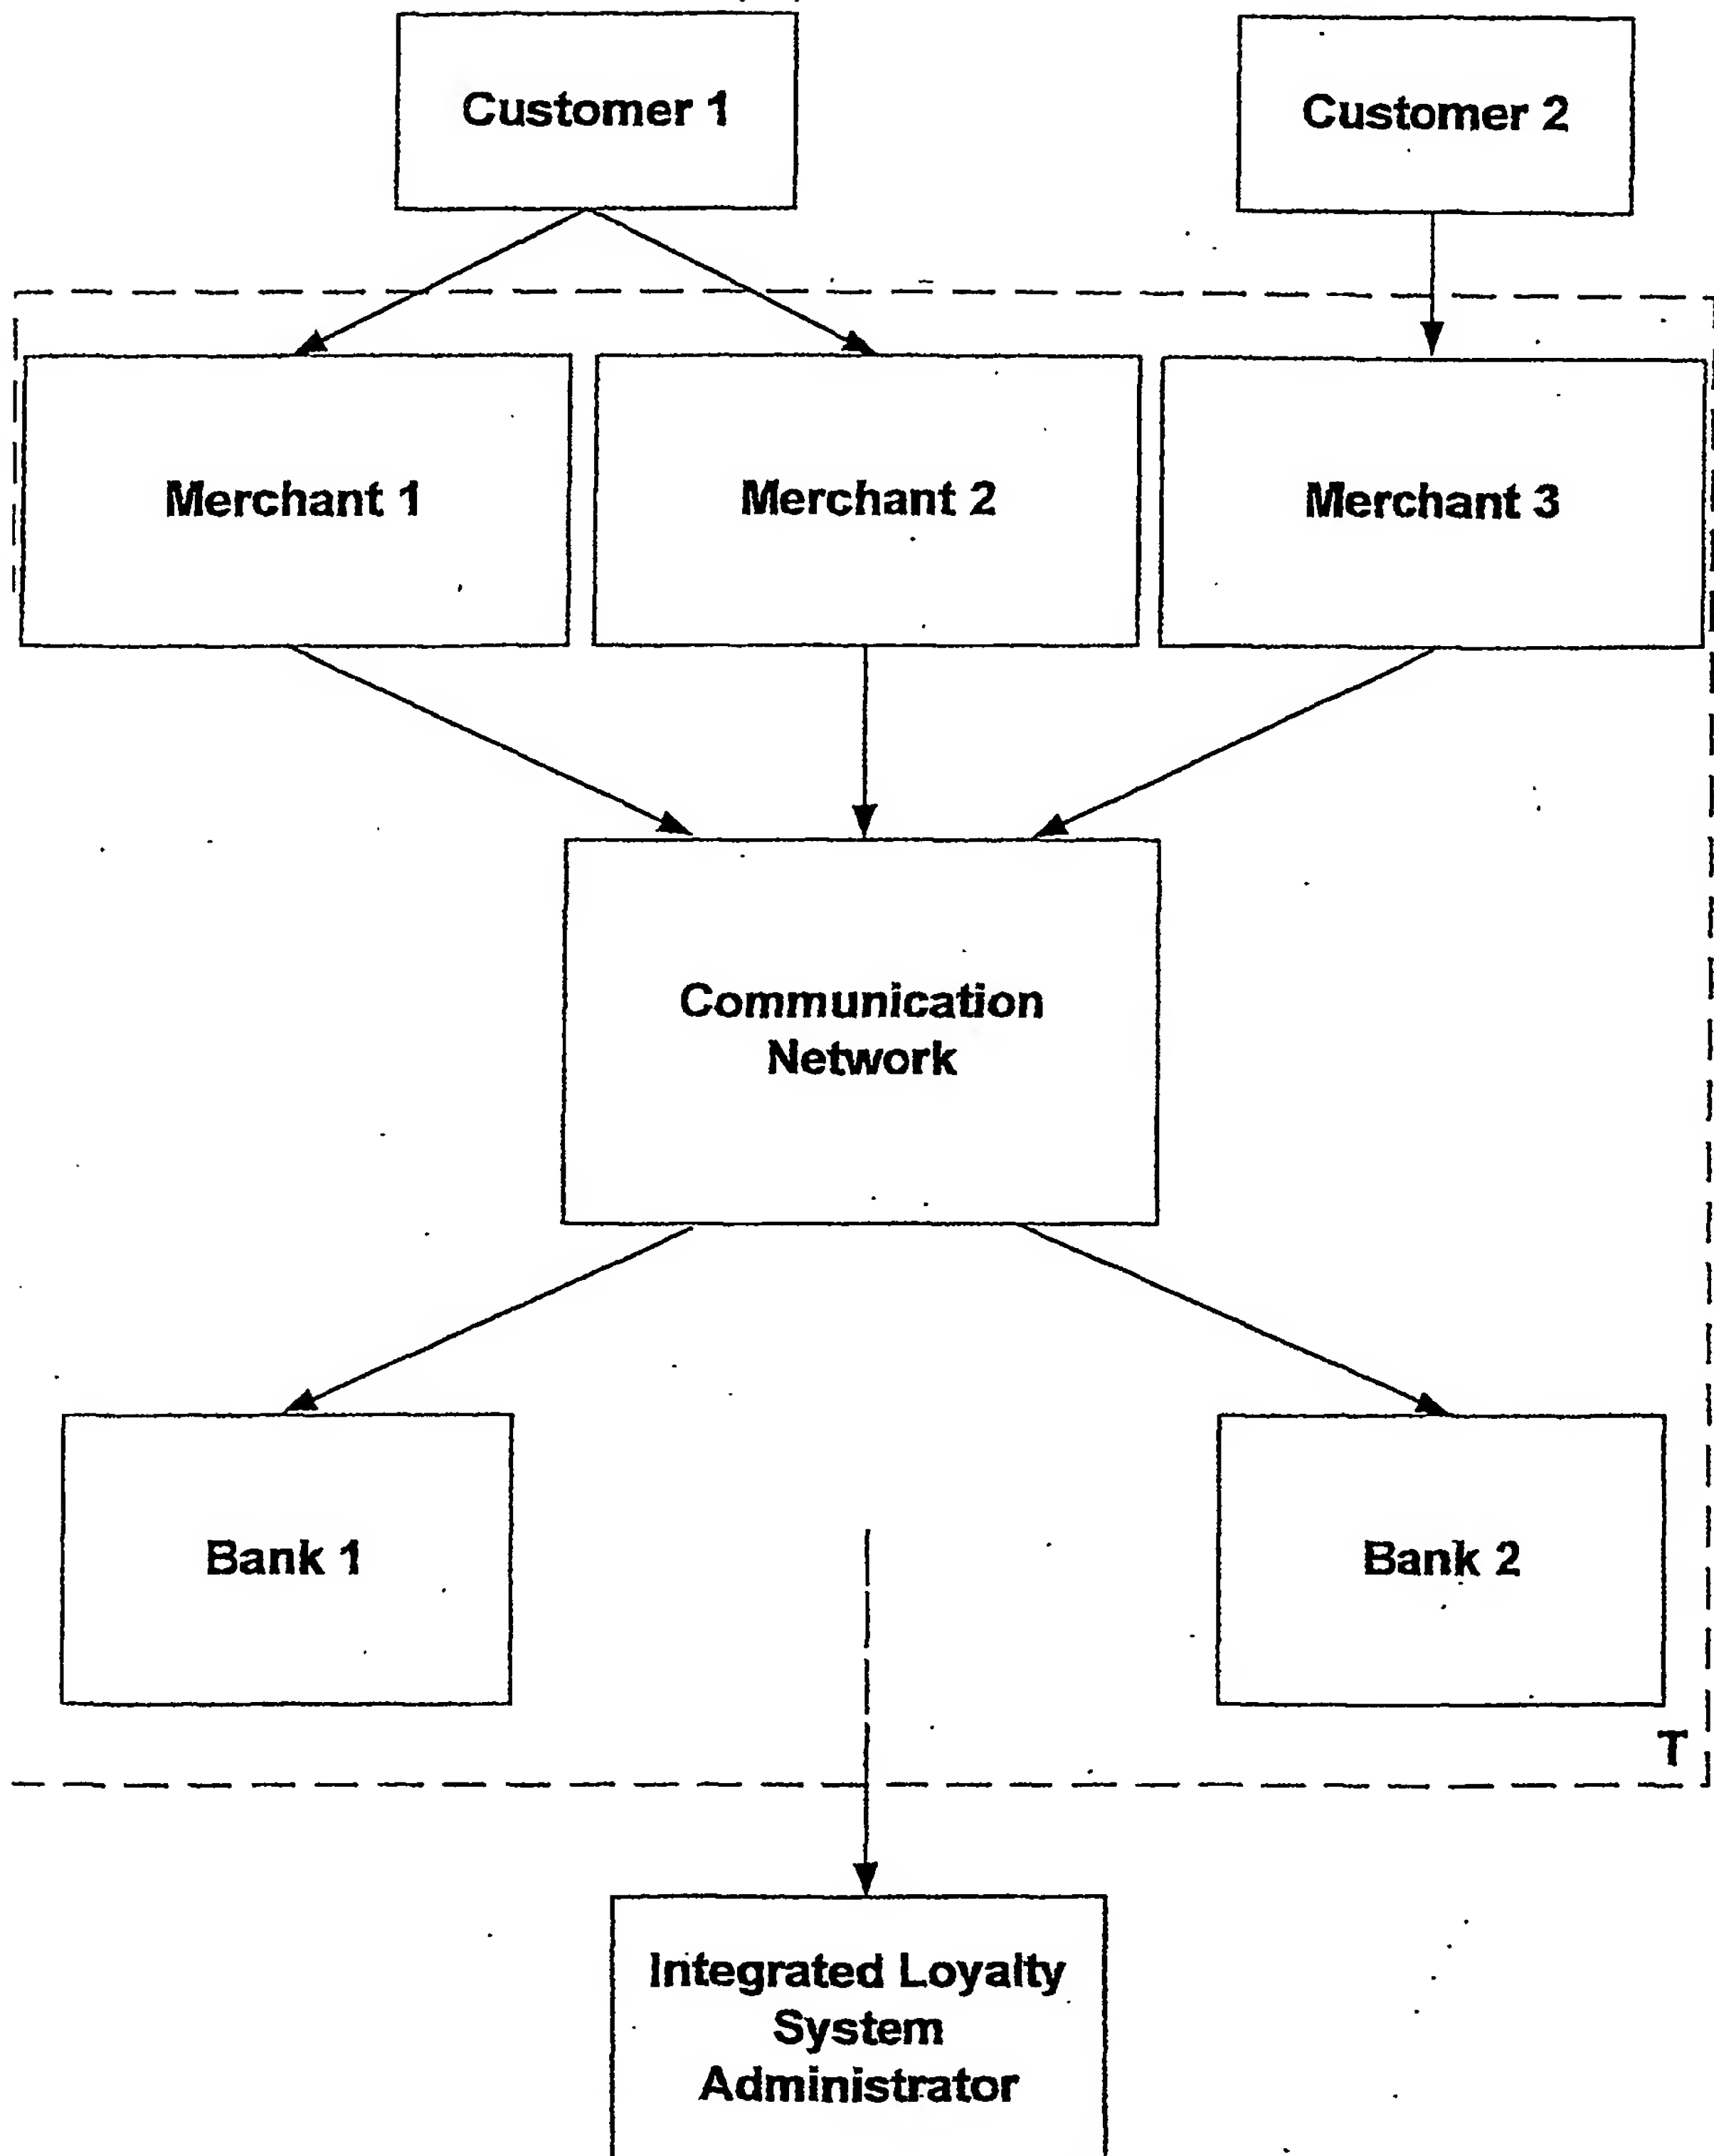 Customer 1
Customer 2
Merchant 1
Merchant 2
Merchant 3
Communication
Network
Bank 1
Bank 2
T
Integrated Loyalty
System
Administrator